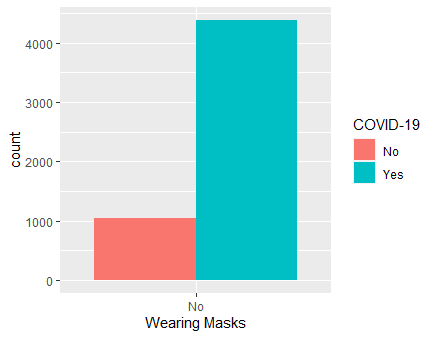 4000
3000
2000
1000
0
count
No
Wearing Masks
COVID-19
No
Yes